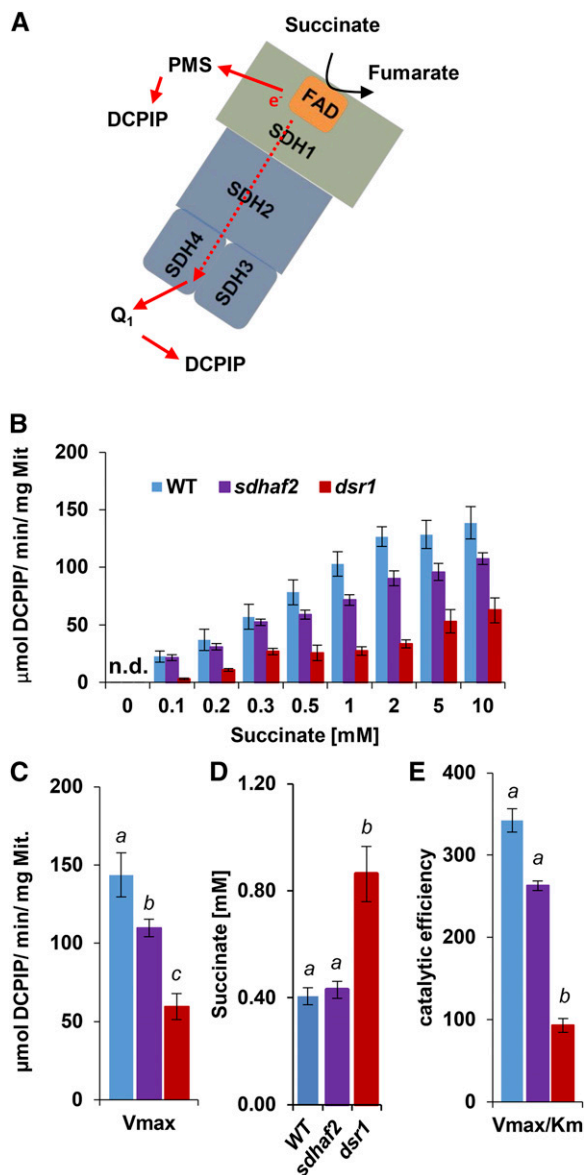 A
Succinate
PMS
Fumarate
e-
FAD
DCPIP
SDH1
SDH2
SDH4
SDH3
Q1
DCPIP
B
µmol DCPIP/ min/ mg Mit
200
150
100
50
0
WT sdhaf2 dsr1
n.d.
0 0.1 0.2 0.3 0.5 1 2 5 10
Succinate [mM]
C
µmol DCPIP/ min/ mg Mit.
200
150
100
50
0
a
b
c
Vmax
D
Succinate [mM]
1.20
0.80
0.40
0.00
a
a
b
WT sdhaf2 dsr1
E
catalytic efficiency
400
300
200
100
0
a
a
b
Vmax/Km